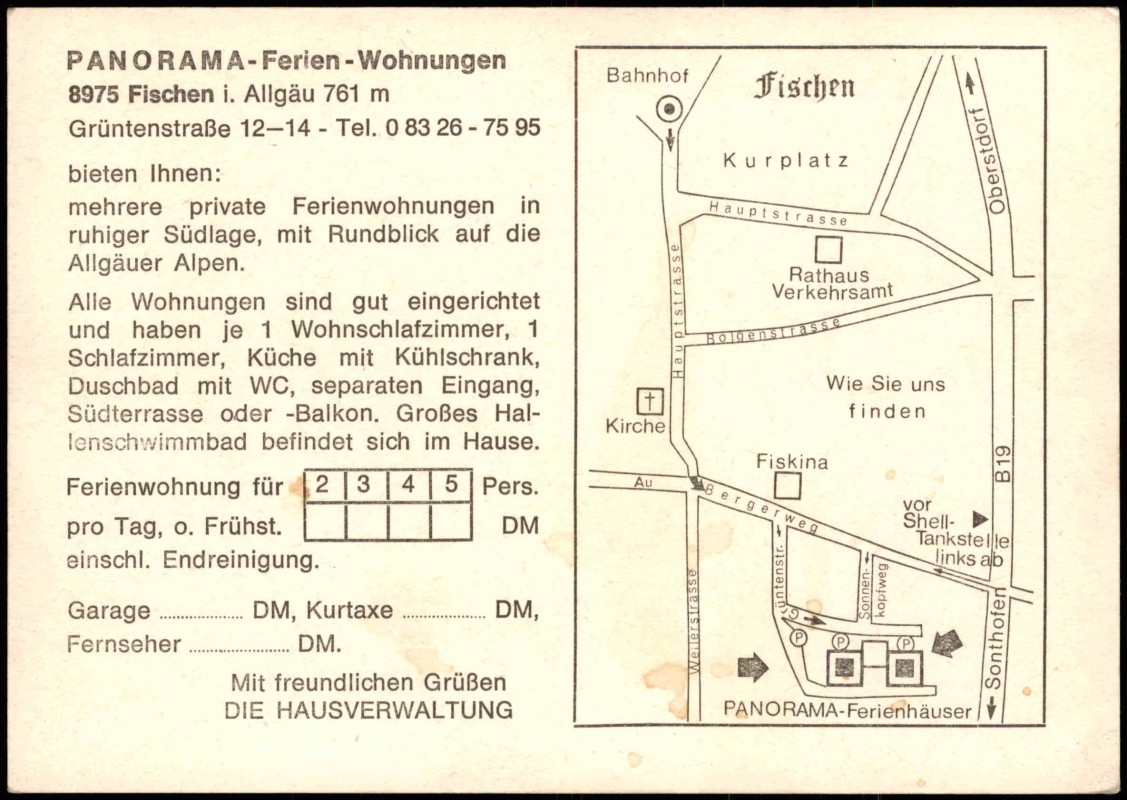 PANORAMA-Ferien-Wohnungen
8975 Fischen i. Allgäu 761 m
Grüntenstraße 12—14 - Tel. 0 83 26 - 75 95
bieten Ihnen:
mehrere private Ferienwohnungen in
ruhiger Südlage, mit Rundblick auf die
Allgäuer Alpen.
Alle Wohnungen sind gut eingerichtet
und haben je 1 Wohnschlafzimmer, 1
Schlafzimmer, Küche mit Kühlschrank,
Duschbad mit WC, separaten Eingang,
Südterrasse oder -Balkon. Großes Hal-
lenschwimmbad befindet sich im Hause.
Ferienwohnung für 2 3 4 5 Pers.
pro Tag, o. Frühst. DM
einschl. Endreinigung.
Garage .................... DM, Kurtaxe .................... DM,
Fernseher ........................ DM.
Mit freundlichen Grüßen
DIE HAUSVERWALTUNG
Bahnhof
Fischen
Kurplatz
Oberstdorf
Hauptstrasse
Rathaus
Verkehrsamt
Hauptstrasse
Bolgenstrasse
Wie Sie uns
finden
Kirche
B19
Fiskina
Au
Bergerweg
vor
Shell-
Tankstelle
links ab
Grüntenstr.
Sonnen-
kopfweg
Weilerstrasse
Gr
P
P
P
Sonthofen
PANORAMA-Ferienhäuser